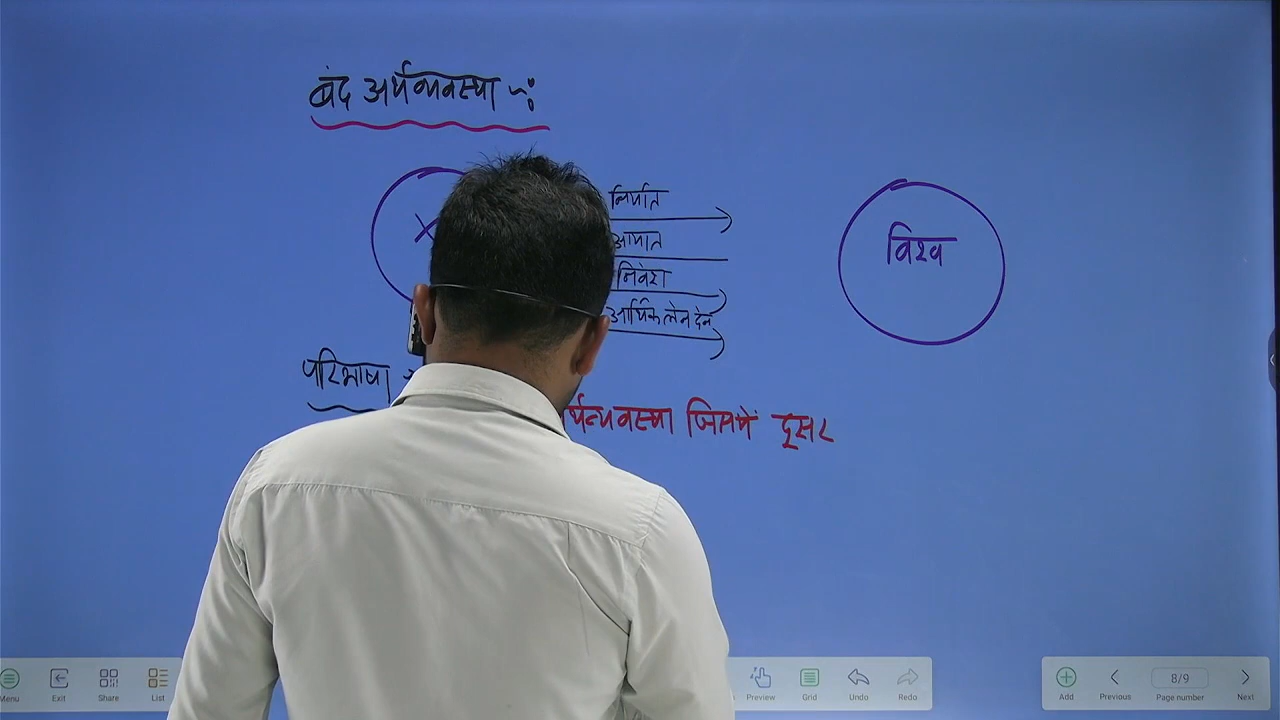 बंद अर्थव्यवस्था -:
X
निर्यात
आयात
निवेश
आर्थिक लेन देन
विश्व
परिभाषा
र्थव्यवस्था जिसमें दूसर
Menu Exit Share List Preview Grid Undo Redo Add Previous 8/9 Page number Next